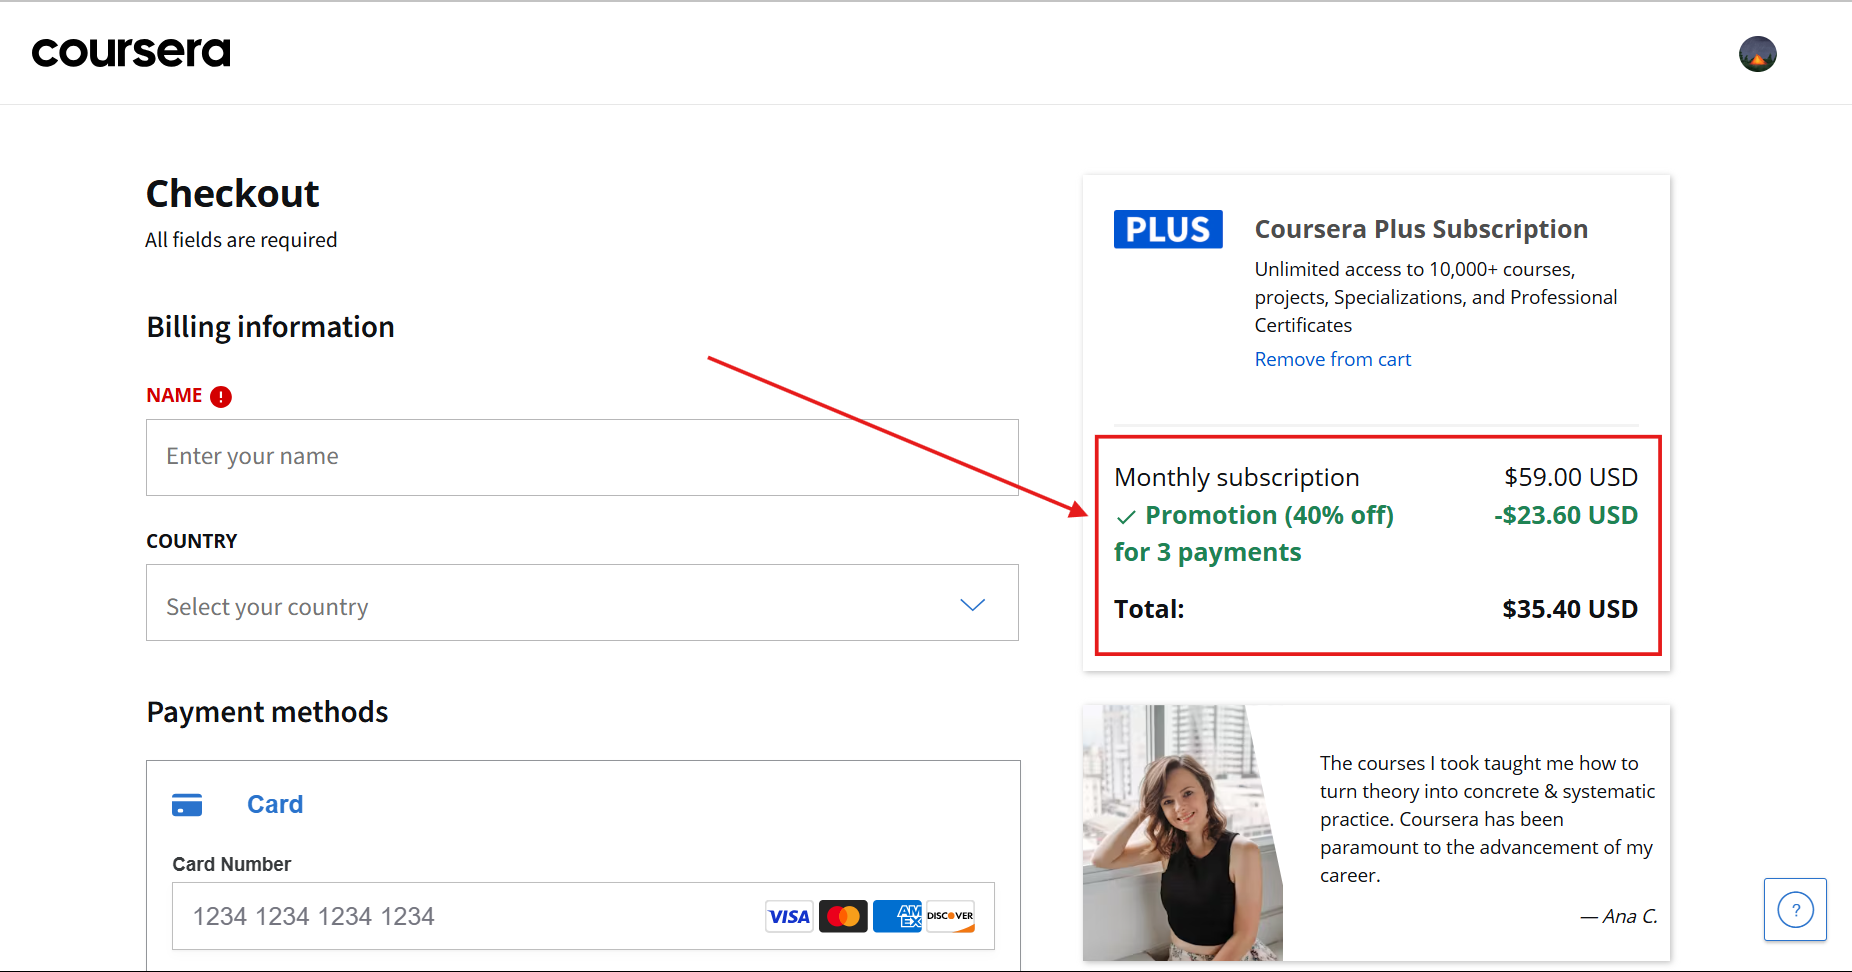 coursera
Checkout
All fields are required
Billing information
NAME
Enter your name
COUNTRY
Select your country
Payment methods
Card
Card Number
1234 1234 1234 1234
VISA
AM
EX
DISCOVER
PLUS
Coursera Plus Subscription
Unlimited access to 10,000+ courses,
projects, Specializations, and Professional
Certificates
Remove from cart
Monthly subscription $59.00 USD
✓ Promotion (40% off) -$23.60 USD
for 3 payments
Total: $35.40 USD
The courses I took taught me how to
turn theory into concrete & systematic
practice. Coursera has been
paramount to the advancement of my
career.
— Ana C.
?